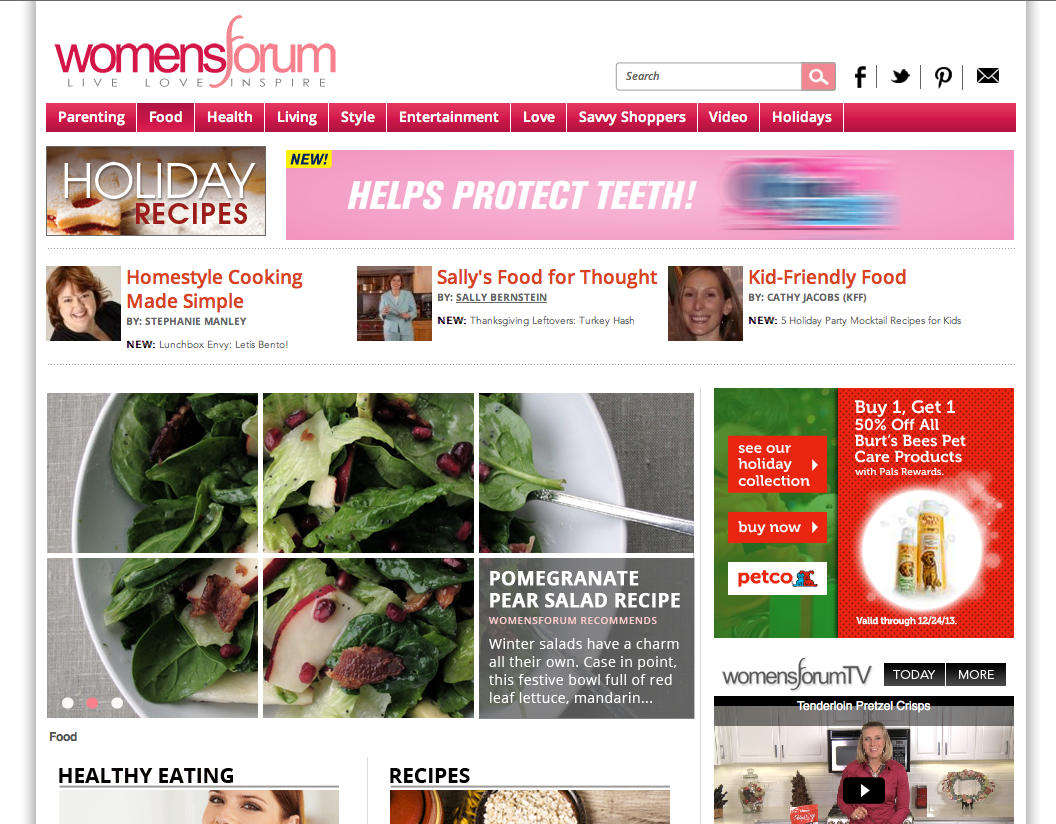 womensforum
LIVE LOVE INSPIRE
Search
Parenting Food Health Living Style Entertainment Love Savvy Shoppers Video Holidays
HOLIDAY
RECIPES
NEW!
HELPS PROTECT TEETH!
Homestyle Cooking
Made Simple
BY: STEPHANIE MANLEY
NEW: Lunchbox Envy: Letís Bento!
Sally's Food for Thought
BY: SALLY BERNSTEIN
NEW: Thanksgiving Leftovers: Turkey Hash
Kid-Friendly Food
BY: CATHY JACOBS (KFF)
NEW: 5 Holiday Party Mocktail Recipes for Kids
POMEGRANATE
PEAR SALAD RECIPE
WOMENSFORUM RECOMMENDS
Winter salads have a charm
all their own. Case in point,
this festive bowl full of red
leaf lettuce, mandarin...
see our
holiday
collection
buy now
petco
Buy 1, Get 1
50% Off All
Burt's Bees Pet
Care Products
with Pals Rewards.
Valid through 12/24/13.
womensforumTV
TODAY MORE
Tenderloin Pretzel Crisps
Food
HEALTHY EATING
RECIPES